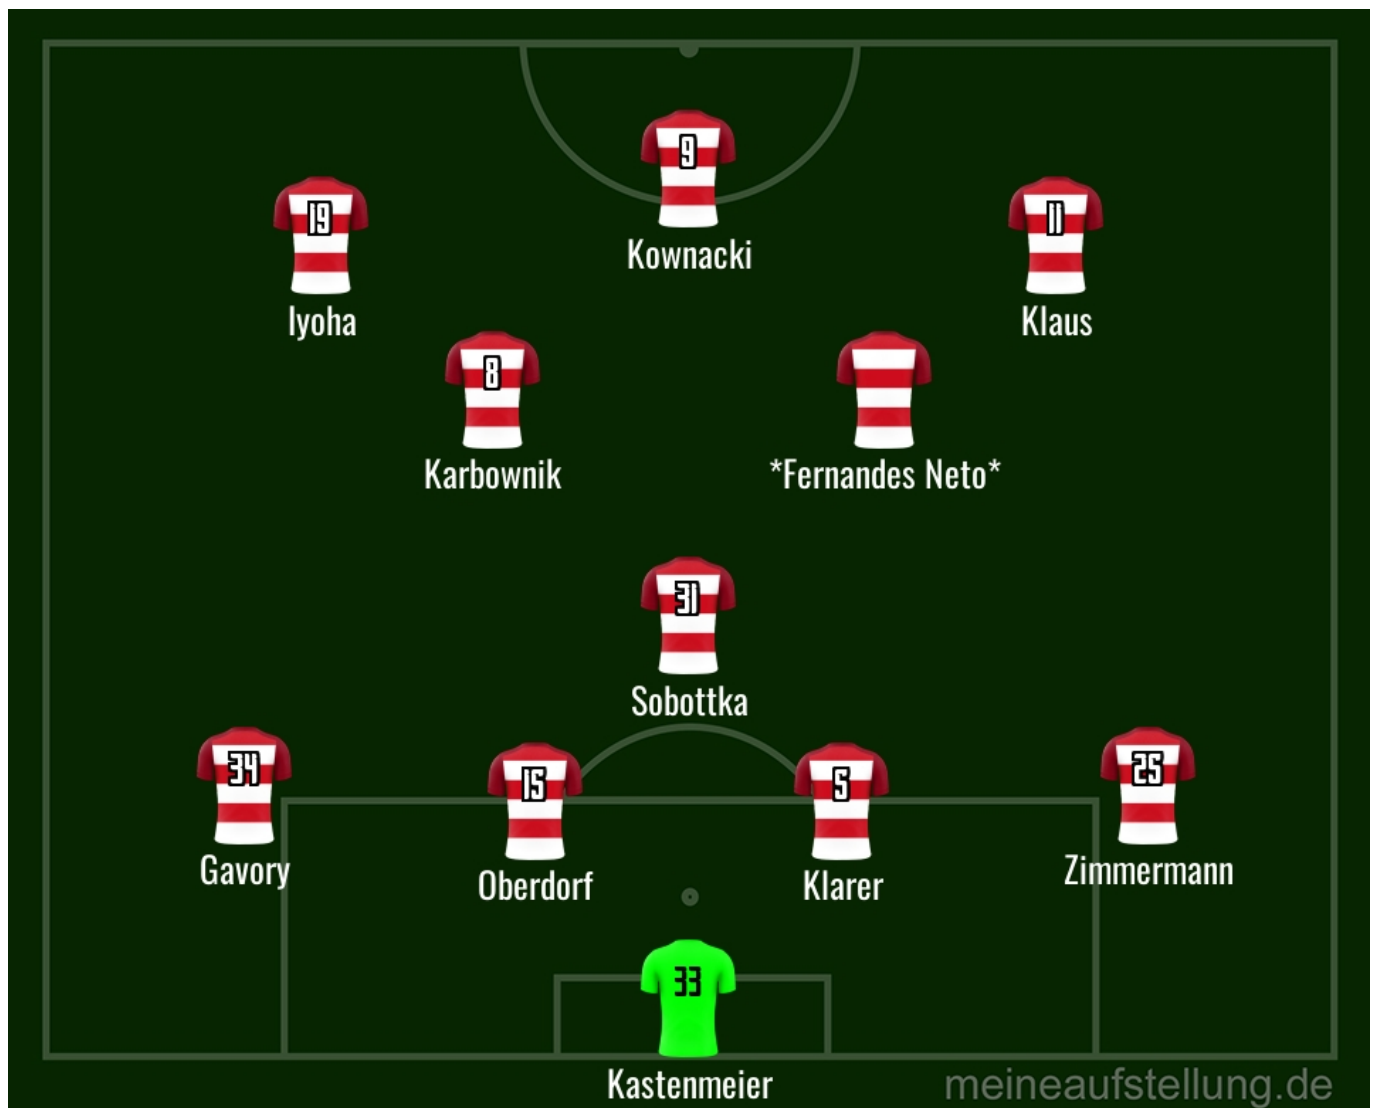 9
Kownacki
19
Iyoha
11
Klaus
8
Karbownik
*Fernandes Neto*
31
Sobottka
34
Gavory
15
Oberdorf
5
Klarer
25
Zimmermann
33
Kastenmeier
meineaufstellung.de